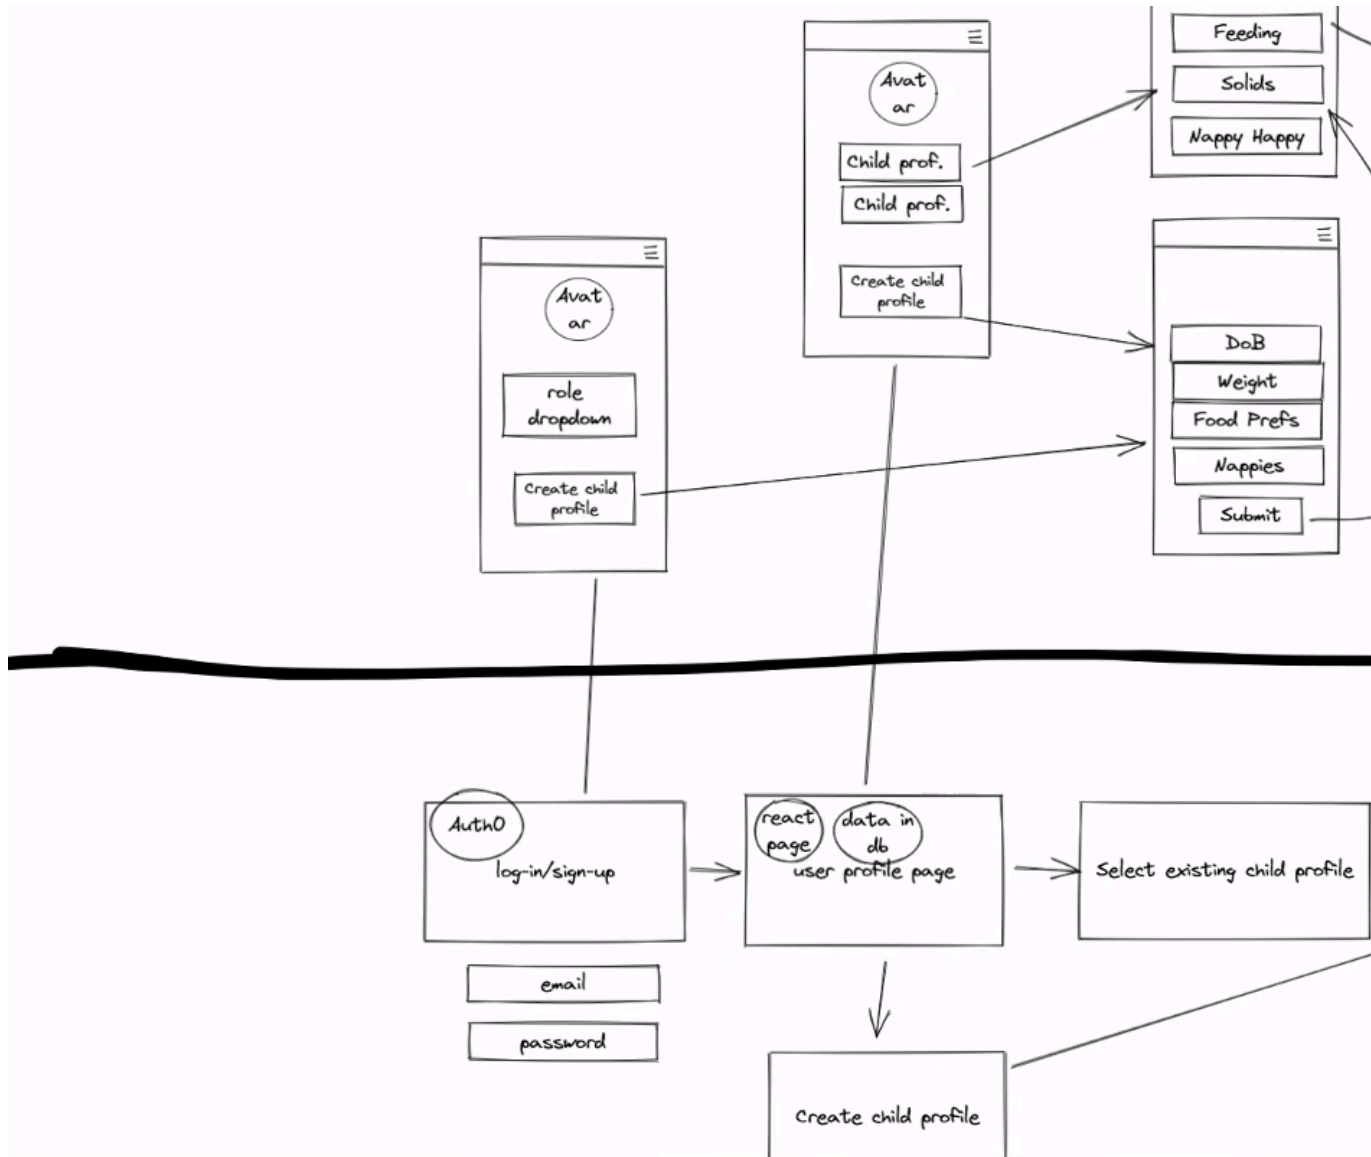 Feeding
Solids
Nappy Happy
Avat
ar
Child prof.
Child prof.
Create child
profile
Avat
ar
role
dropdown
Create child
profile
DoB
Weight
Food Prefs
Nappies
Submit
Auth0
log-in/sign-up
email
password
react
page
data in
db
user profile page
Select existing child profile
Create child profile